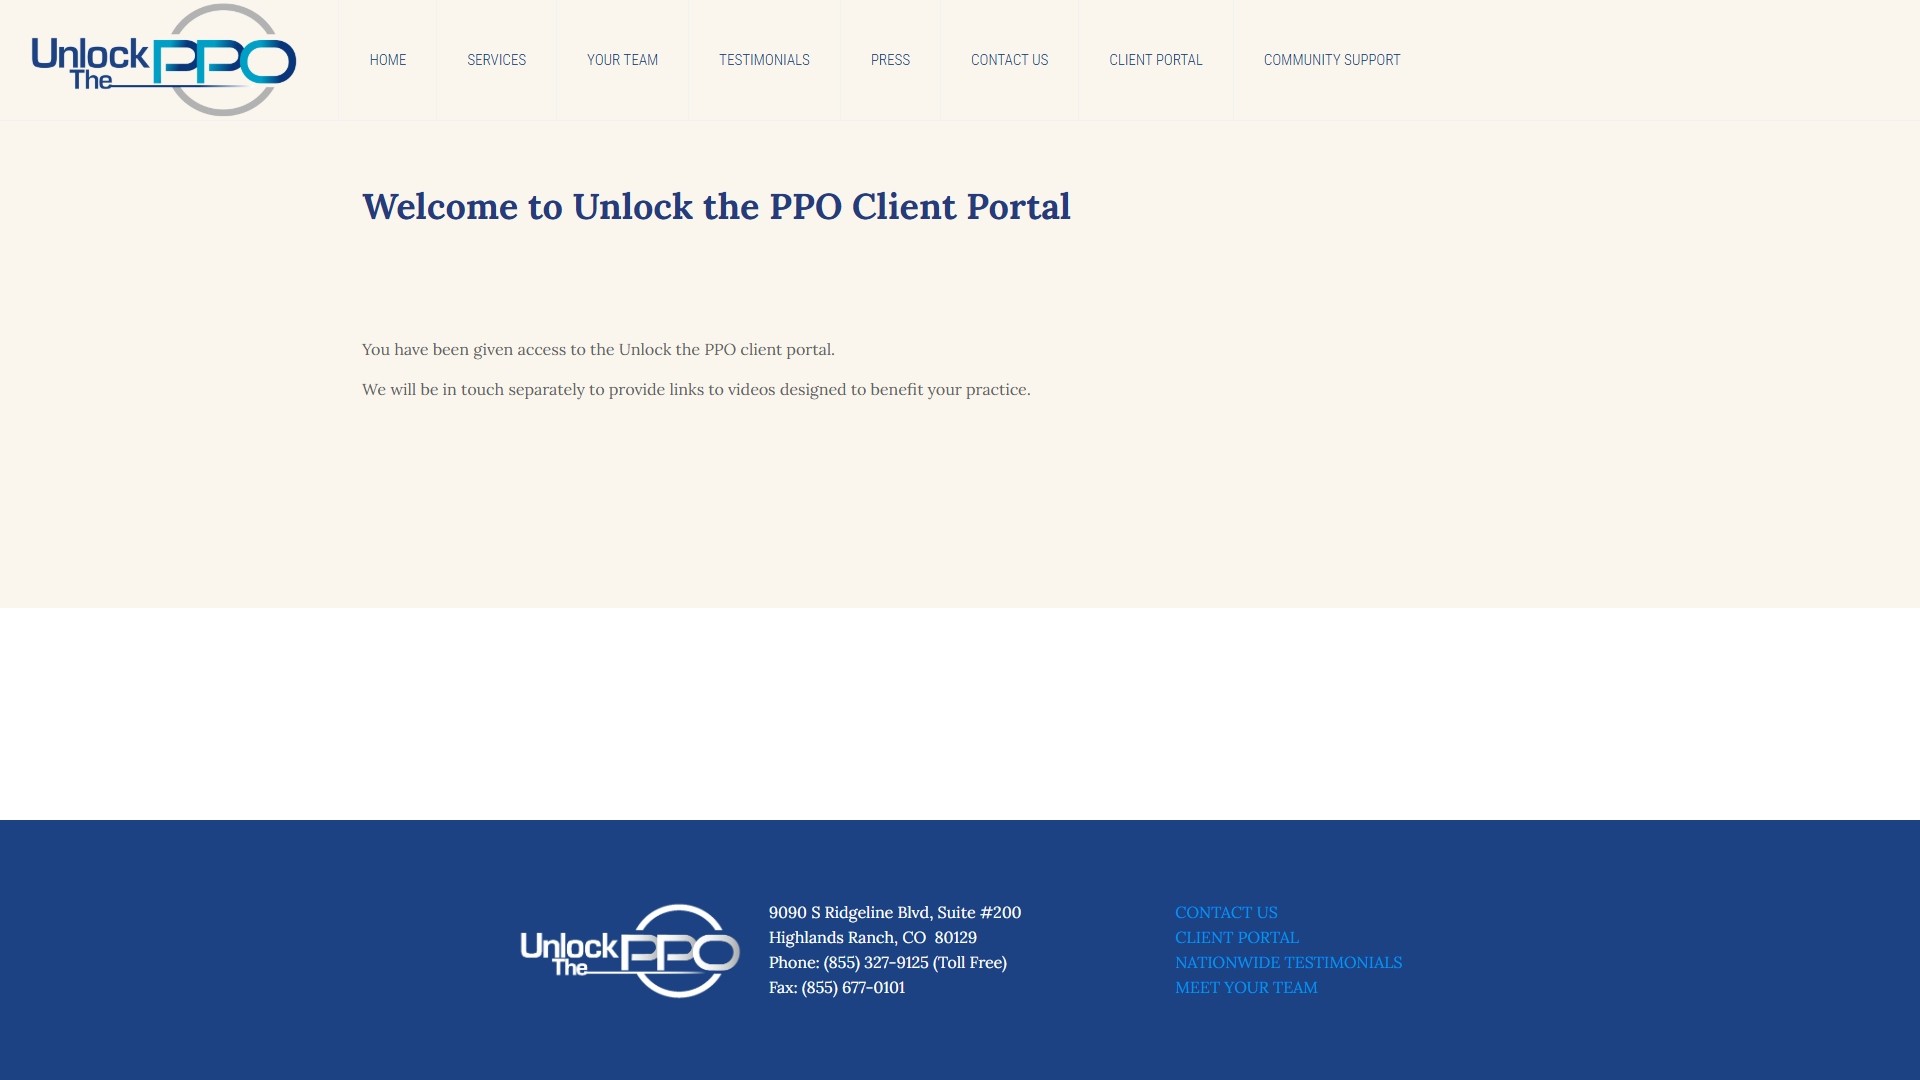 Unlock
The PPO
HOME
SERVICES
YOUR TEAM
TESTIMONIALS
PRESS
CONTACT US
CLIENT PORTAL
COMMUNITY SUPPORT
Welcome to Unlock the PPO Client Portal
You have been given access to the Unlock the PPO client portal.
We will be in touch separately to provide links to videos designed to benefit your practice.
Unlock
The PPO
9090 S Ridgeline Blvd, Suite #200
Highlands Ranch, CO  80129
Phone: (855) 327-9125 (Toll Free)
Fax: (855) 677-0101
CONTACT US
CLIENT PORTAL
NATIONWIDE TESTIMONIALS
MEET YOUR TEAM